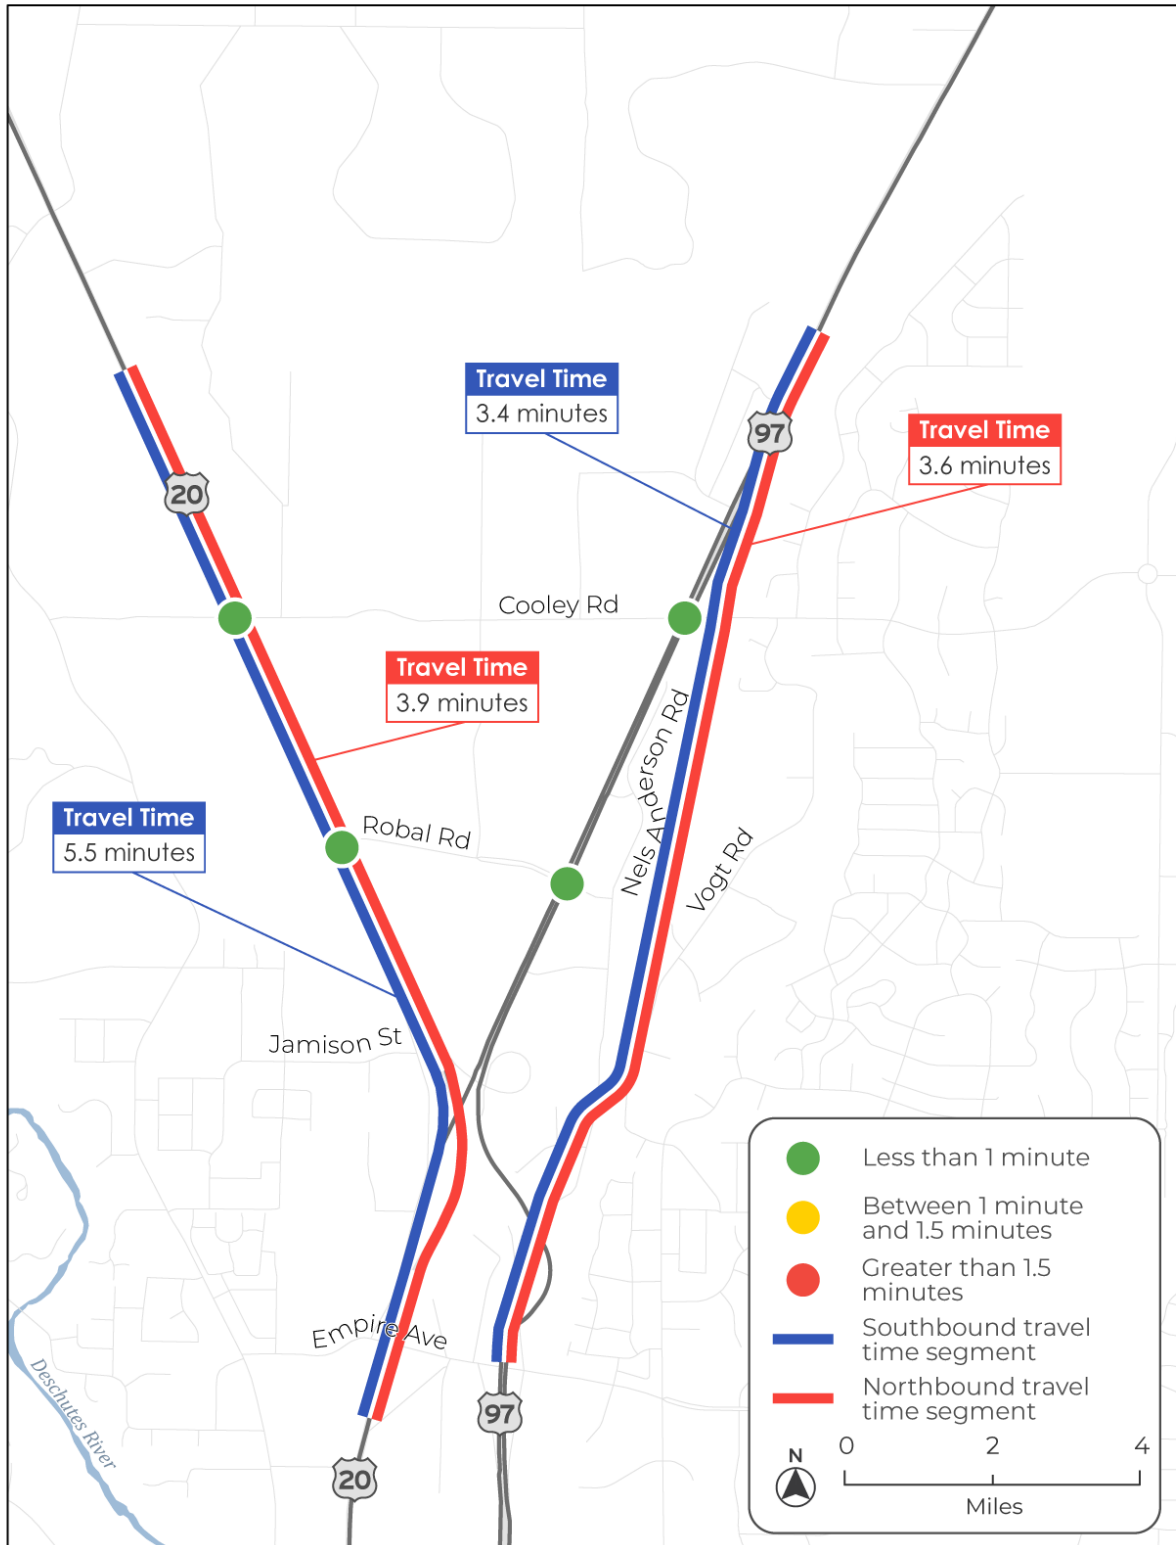 Travel Time
3.4 minutes
97
Travel Time
3.6 minutes
20
Cooley Rd
Travel Time
3.9 minutes
Nels Anderson Rd
Travel Time
5.5 minutes
Robal Rd
Vogt Rd
Jamison St
Empire Ave
Deschutes River
97
20
Less than 1 minute
Between 1 minute
and 1.5 minutes
Greater than 1.5
minutes
Southbound travel
time segment
Northbound travel
time segment
N
0 2 4
Miles